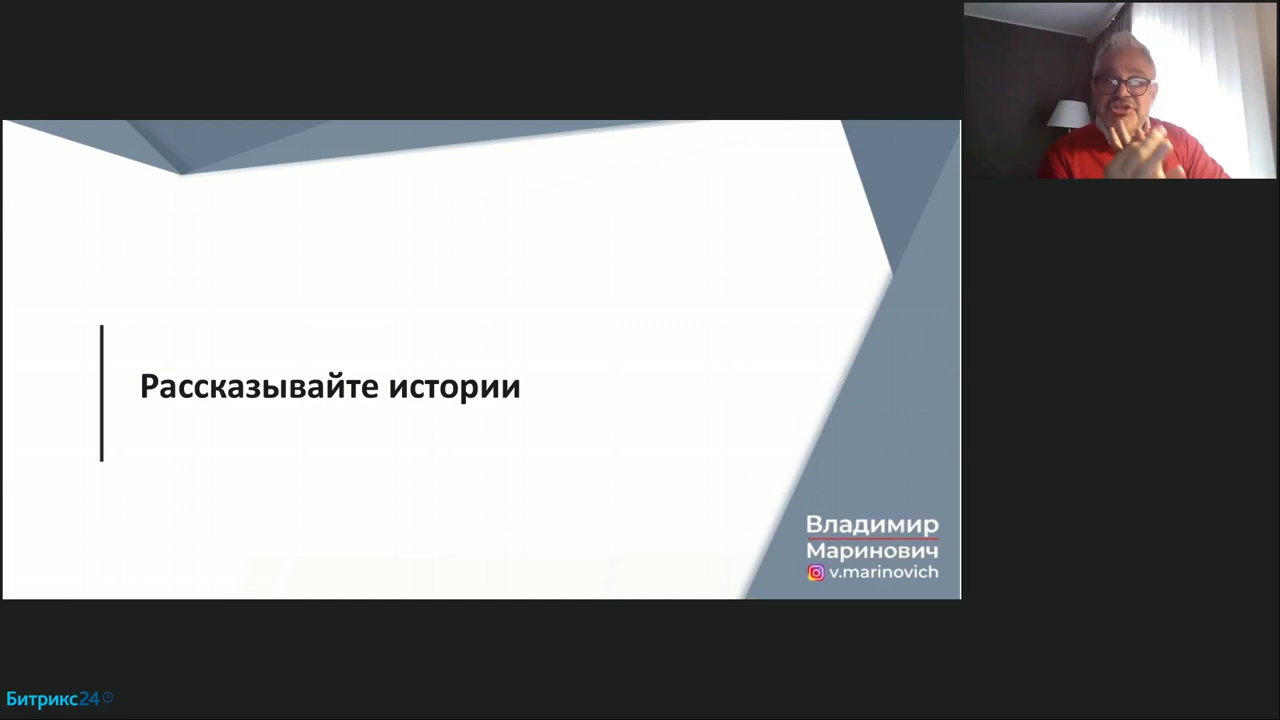 Рассказывайте истории
Владимир
Маринович
v.marinovich
Битрикс24